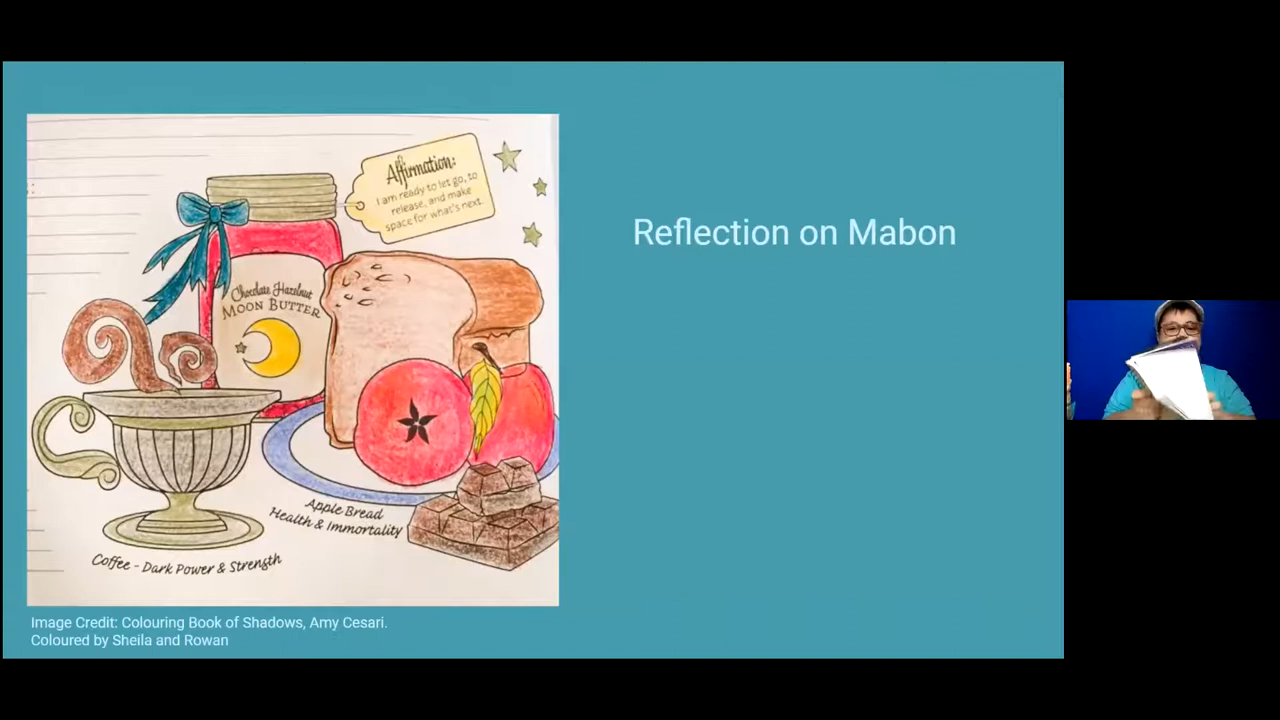 Affirmation:
I am ready to let go, to
release, and make
space for what's next.
Chocolate Hazelnut
MOON BUTTER
Apple Bread
Health & Immortality
Coffee - Dark Power & Strength
Reflection on Mabon
Image Credit: Colouring Book of Shadows, Amy Cesari.
Coloured by Sheila and Rowan